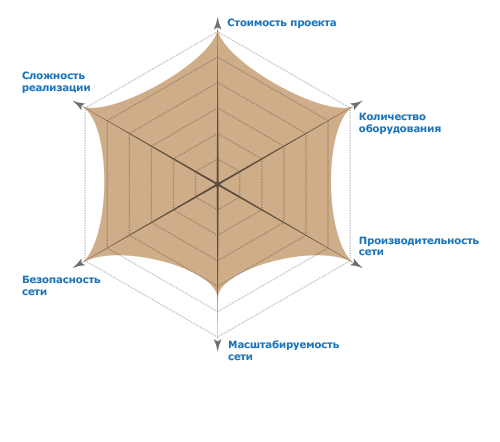 Стоимость проекта
Сложность
реализации
Количество
оборудования
Производительность
сети
Безопасность
сети
Масштабируемость
сети